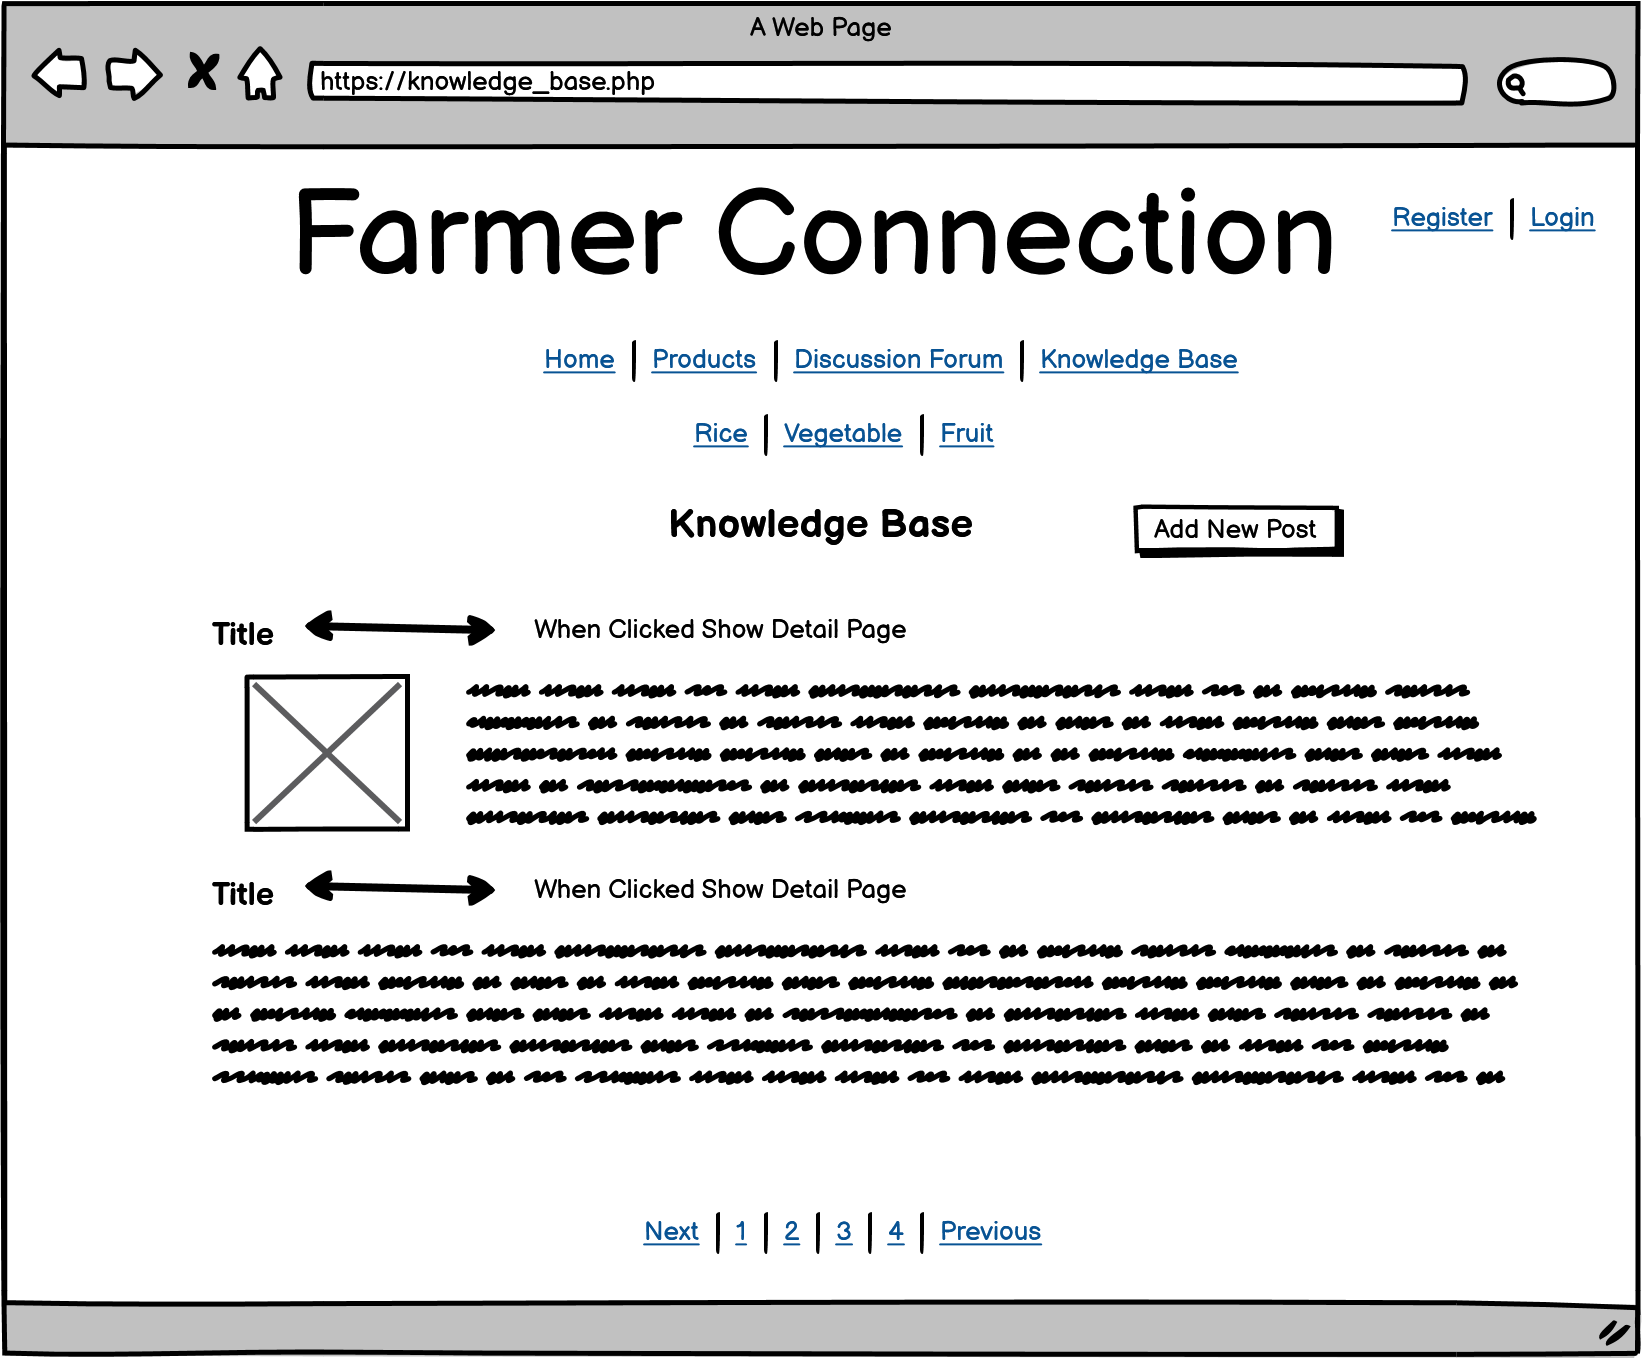 A Web Page
https://knowledge_base.php
Farmer Connection
Register | Login
Home | Products | Discussion Forum | Knowledge Base
Rice | Vegetable | Fruit
Knowledge Base
Add New Post
Title
When Clicked Show Detail Page
Title
When Clicked Show Detail Page
Next | 1 | 2 | 3 | 4 | Previous